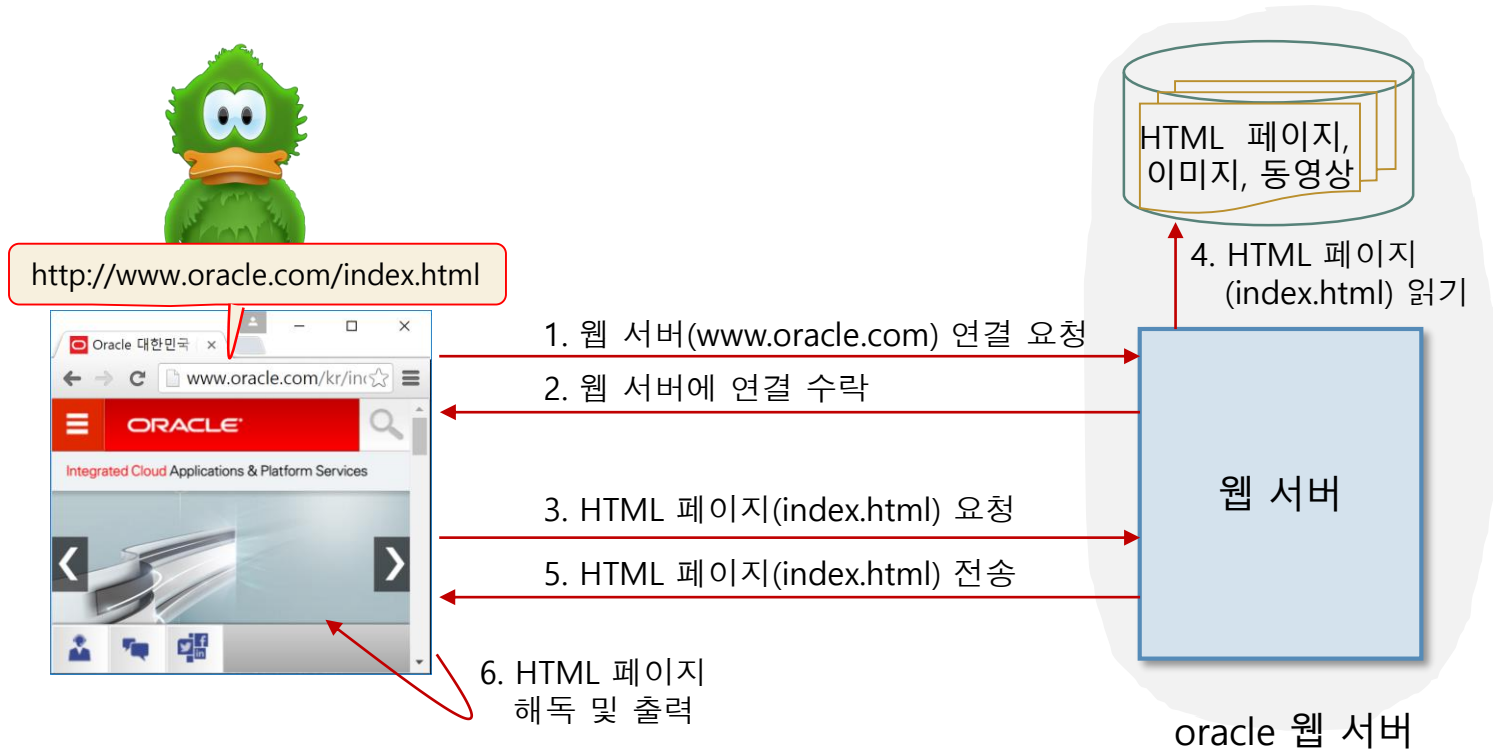 HTML 페이지,
이미지, 동영상
http://www.oracle.com/index.html
4. HTML 페이지
(index.html) 읽기
Oracle 대한민국
www.oracle.com/kr/in
1. 웹 서버(www.oracle.com) 연결 요청
2. 웹 서버에 연결 수락
ORACLE
Integrated Cloud Applications & Platform Services
웹 서버
3. HTML 페이지(index.html) 요청
5. HTML 페이지(index.html) 전송
6. HTML 페이지
해독 및 출력
oracle 웹 서버